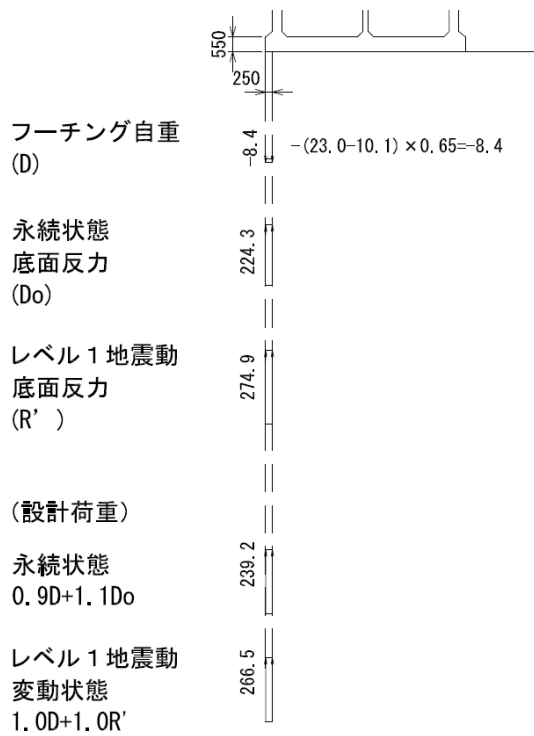 550
250
フーチング自重
(D)
-8.4
-(23.0-10.1)×0.65=-8.4
永続状態
底面反力
(Do)
224.3
レベル１地震動
底面反力
(R’)
274.9
(設計荷重)
永続状態
0.9D+1.1Do
239.2
レベル１地震動
変動状態
1.0D+1.0R'
266.5